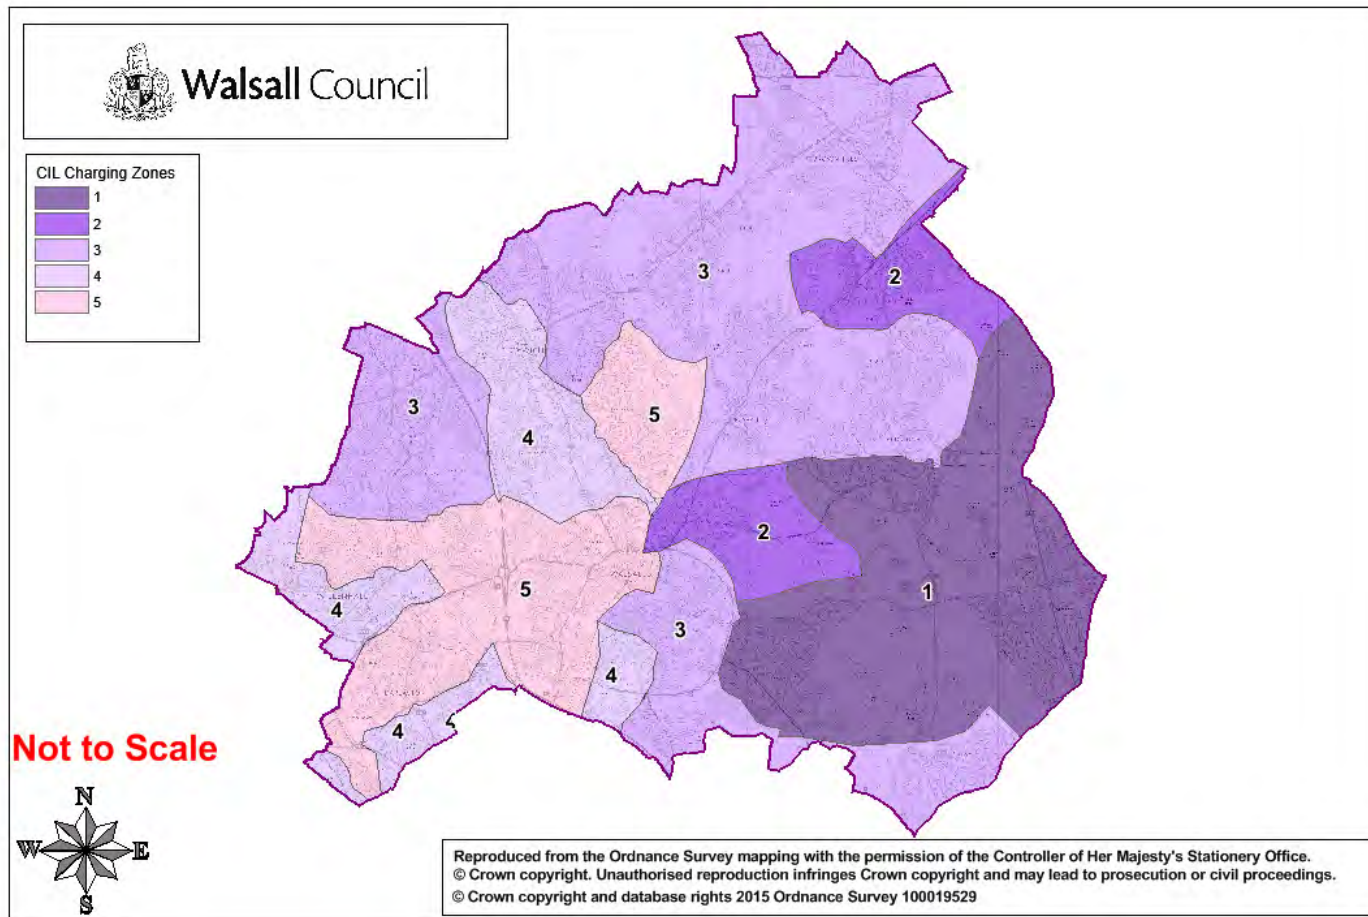 Walsall Council
CIL Charging Zones
1
2
3
4
5
3
2
3
4
5
2
5
1
4
3
4
4
Not to Scale
N
W
E
S
Reproduced from the Ordnance Survey mapping with the permission of the Controller of Her Majesty's Stationery Office.
© Crown copyright. Unauthorised reproduction infringes Crown copyright and may lead to prosecution or civil proceedings.
© Crown copyright and database rights 2015 Ordnance Survey 100019529